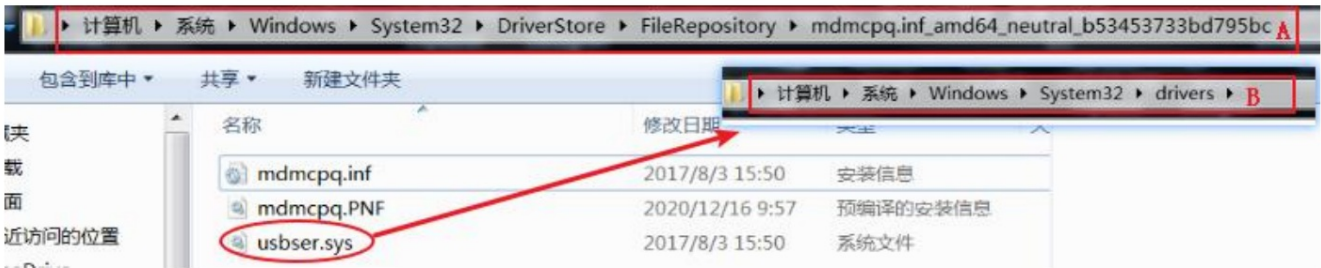 计算机 ▸ 系统 ▸ Windows ▸ System32 ▸ DriverStore ▸ FileRepository ▸ mdmcpq.inf_amd64_neutral_b53453733bd795bc A
包含到库中 共享 新建文件夹
计算机 ▸ 系统 ▸ Windows ▸ System32 ▸ drivers ▸ B
夹 名称 修改日期
载 mdmcpq.inf 2017/8/3 15:50 安装信息
面 mdmcpq.PNF 2020/12/16 9:57 预编译的安装信息
近访问的位置 usbser.sys 2017/8/3 15:50 系统文件